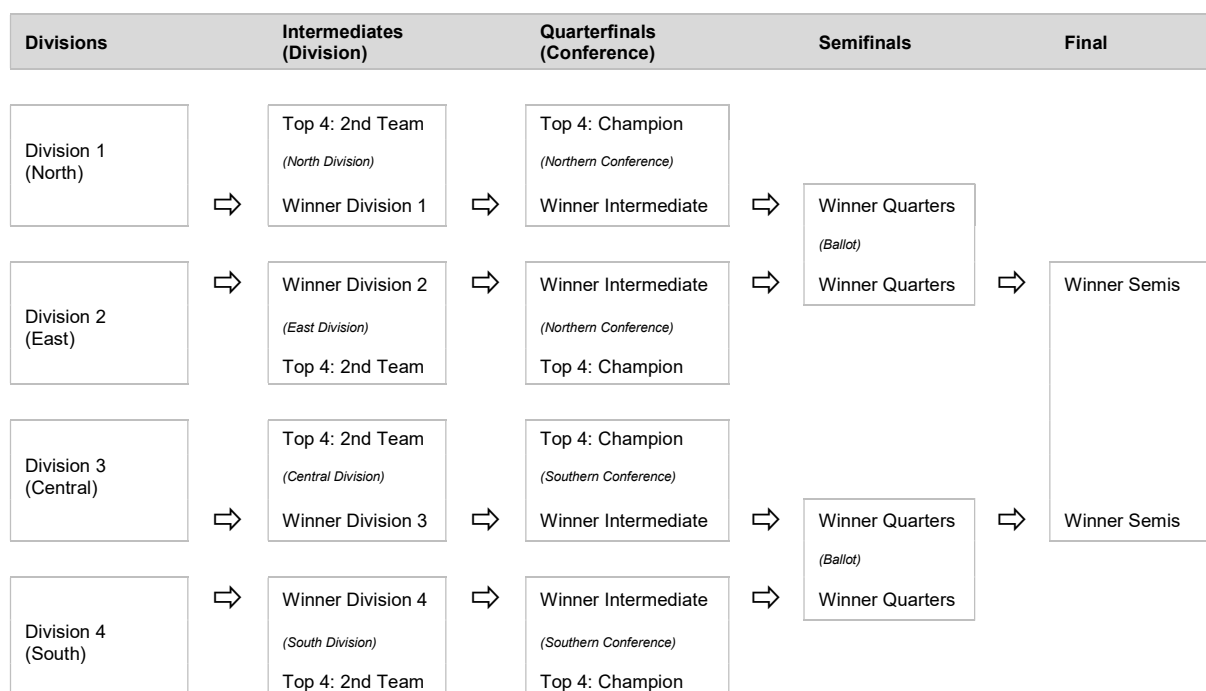 Divisions
Intermediates
(Division)
Quarterfinals
(Conference)
Semifinals
Final
Division 1
(North)
Top 4: 2nd Team
(North Division)
Winner Division 1
Top 4: Champion
(Northern Conference)
Winner Intermediate
Winner Quarters
(Ballot)
Winner Quarters
Division 2
(East)
Winner Division 2
(East Division)
Top 4: 2nd Team
Winner Intermediate
(Northern Conference)
Top 4: Champion
Winner Semis
Division 3
(Central)
Top 4: 2nd Team
(Central Division)
Winner Division 3
Top 4: Champion
(Southern Conference)
Winner Intermediate
Winner Quarters
(Ballot)
Winner Quarters
Winner Semis
Division 4
(South)
Winner Division 4
(South Division)
Top 4: 2nd Team
Winner Intermediate
(Southern Conference)
Top 4: Champion